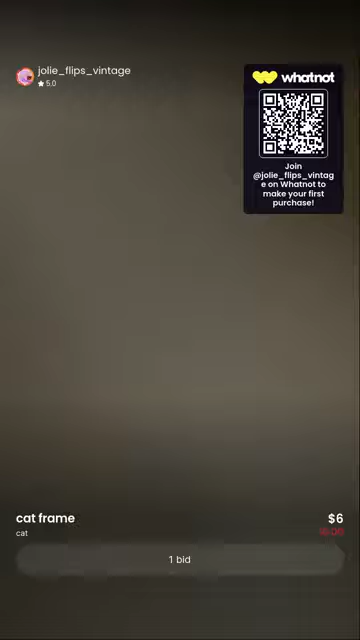 jolie_flips_vintage
★ 5.0
whatnot
Join
@jolie_flips_vintag
e on Whatnot to
make your first
purchase!
cat frame
$6
cat
1 bid